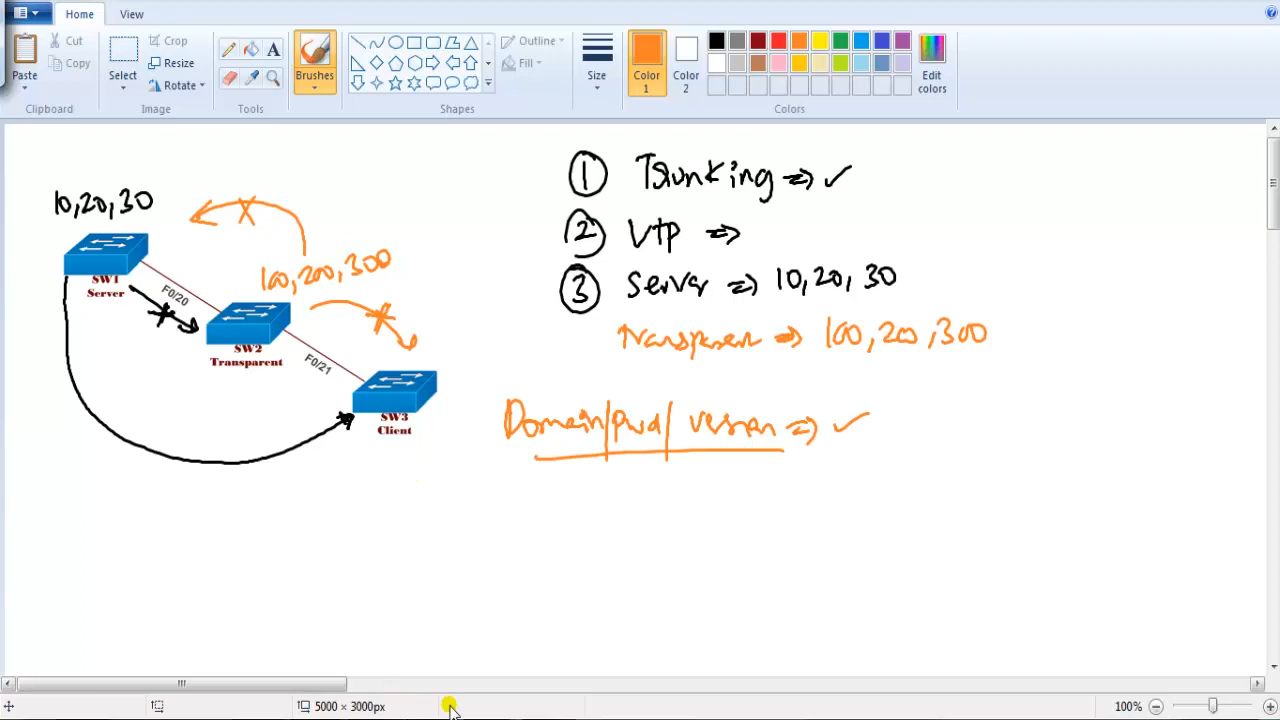 Home
View
Paste
Cut
Copy
Clipboard
Select
Crop
Resize
Rotate
Image
A
Tools
Brushes
Shapes
Outline
Fill
Size
Color 1
Color 2
Edit colors
Colors
10,20,30
SW1
Server
F0/20
100,200,300
SW2
Transparent
F0/21
SW3
Client
① Trunking ⇒ ✓
② VTP ⇒
③ Server ⇒ 10,20,30
transparent ⇒ 100,200,300
Domain/pwd/version ⇒ ✓
5000 × 3000px
100%